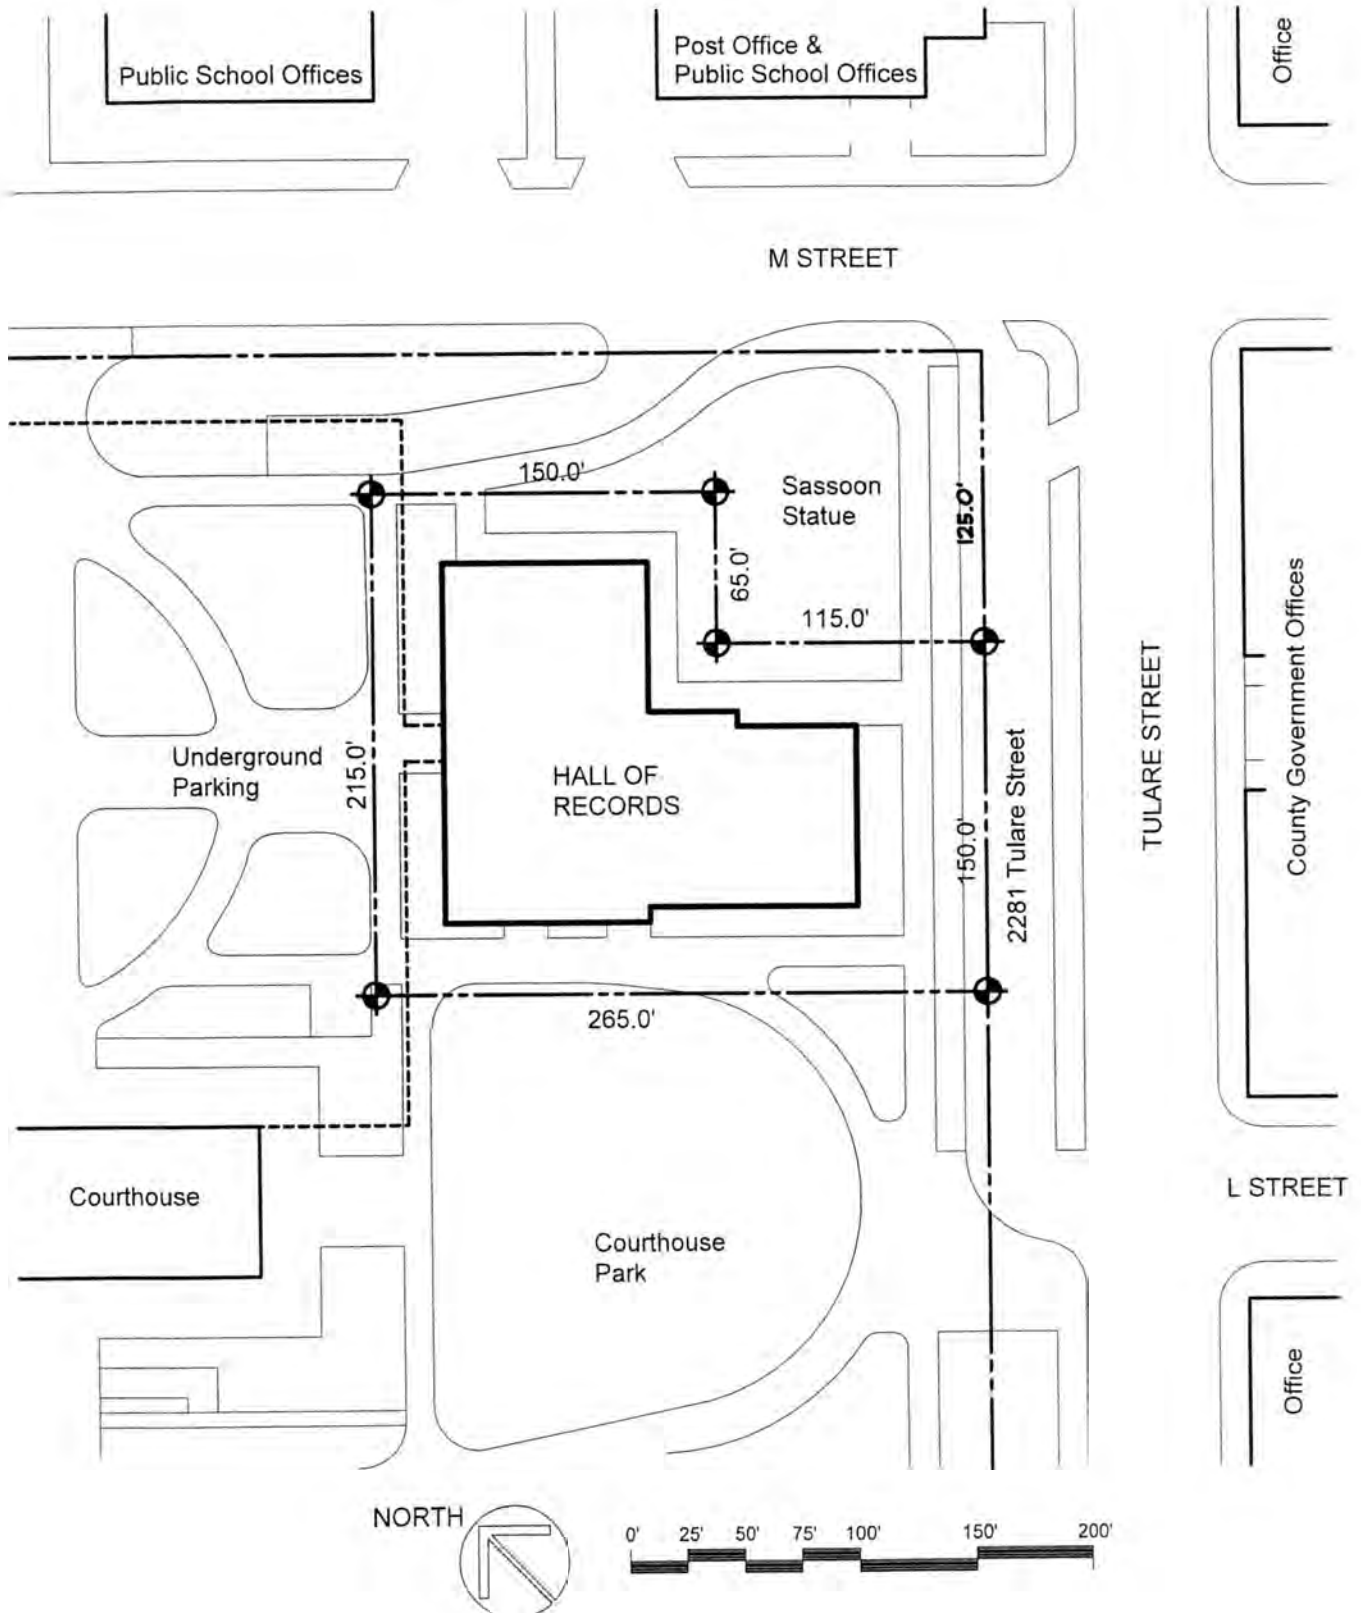 Public School Offices
Post Office &
Public School Offices
Office
M STREET
150.0'
Sassoon
Statue
125.0'
65.0'
115.0'
Underground
Parking
215.0'
HALL OF
RECORDS
150.0'
2281 Tulare Street
TULARE STREET
County Government Offices
265.0'
Courthouse
L STREET
Courthouse
Park
Office
NORTH
0' 25' 50' 75' 100' 150' 200'